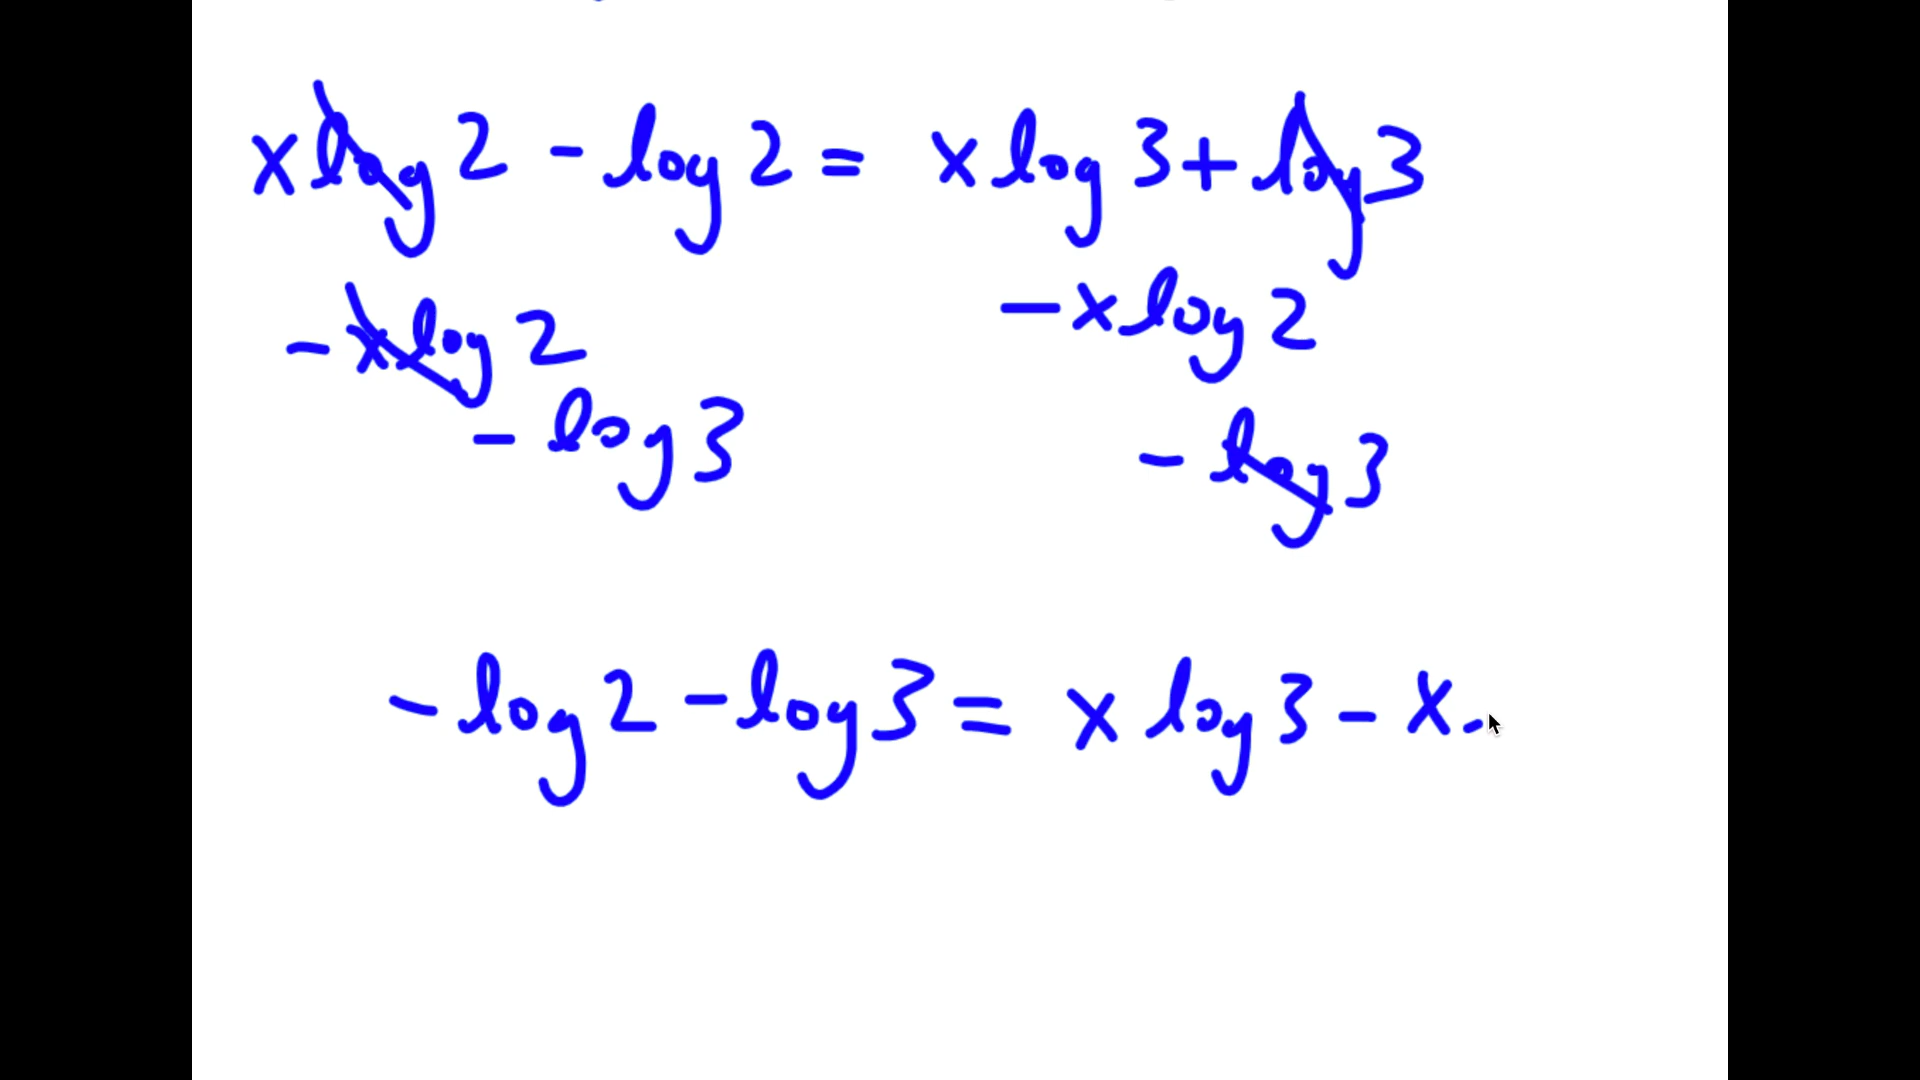 x log 2 - log 2 = x log 3 + log 3
- x log 2 - x log 2
- log 3 - log 3
- log 2 - log 3 = x log 3 - x